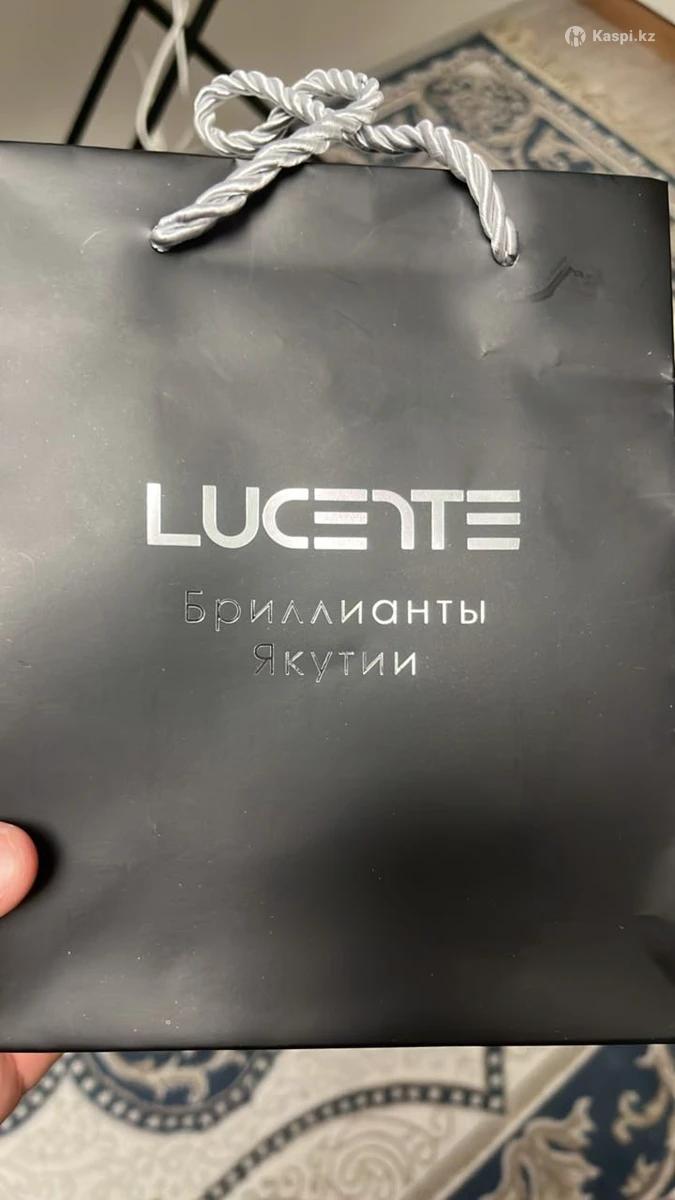 Kaspi.kz
LUCENTE
Бриллианты
Якутии